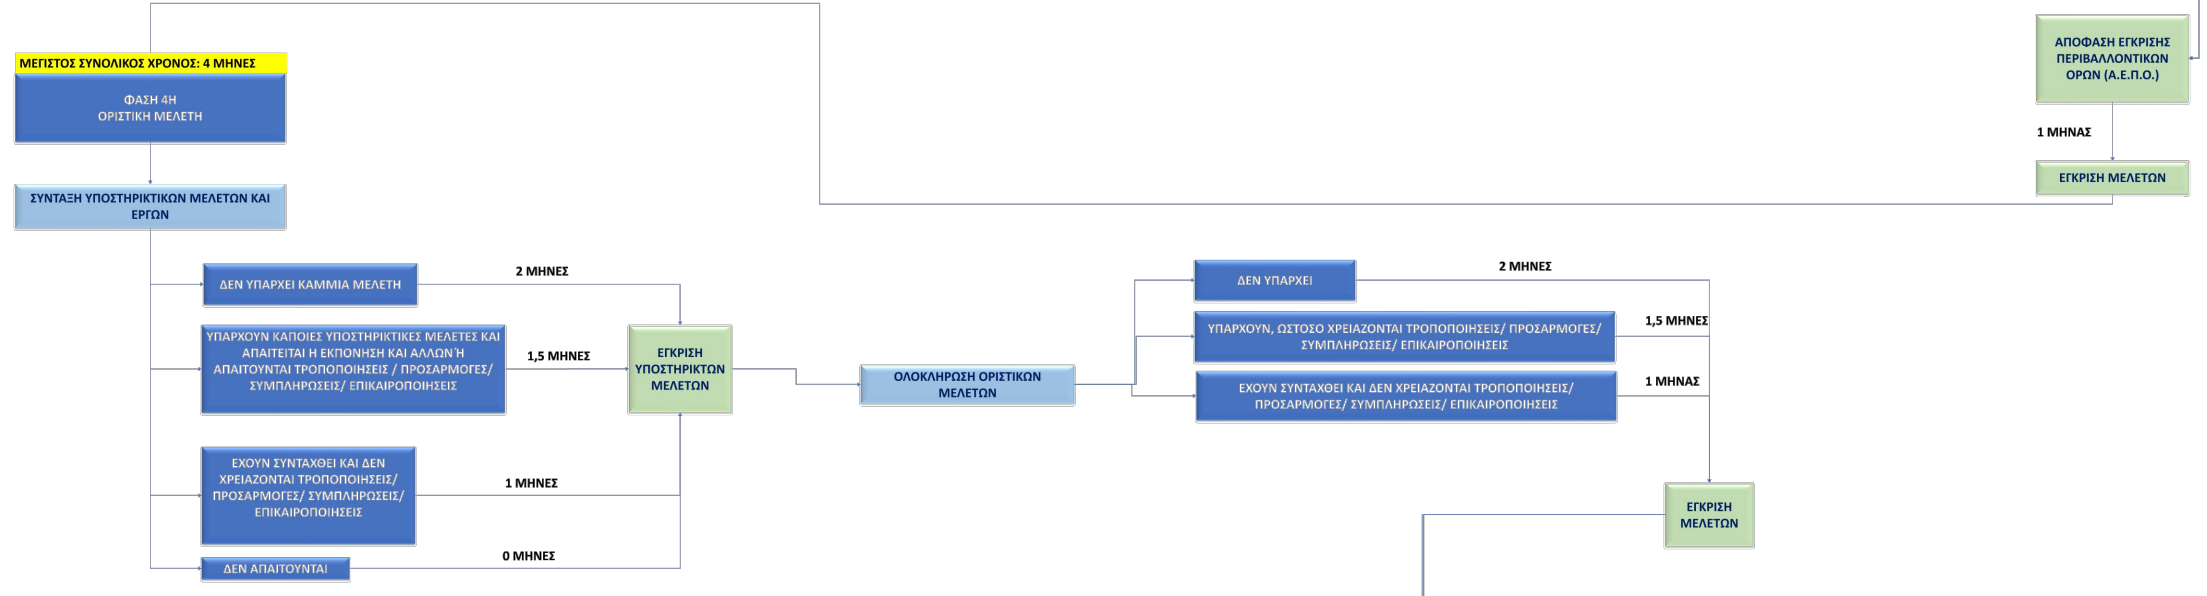 ΜΕΓΙΣΤΟΣ ΣΥΝΟΛΙΚΟΣ ΧΡΟΝΟΣ: 4 ΜΗΝΕΣ
ΦΑΣΗ 4Η
ΟΡΙΣΤΙΚΗ ΜΕΛΕΤΗ
ΣΥΝΤΑΞΗ ΥΠΟΣΤΗΡΙΚΤΙΚΩΝ ΜΕΛΕΤΩΝ ΚΑΙ
ΕΡΓΩΝ
ΑΠΟΦΑΣΗ ΕΓΚΡΙΣΗΣ
ΠΕΡΙΒΑΛΛΟΝΤΙΚΩΝ
ΟΡΩΝ (Α.Ε.Π.Ο.)
1 ΜΗΝΑΣ
ΕΓΚΡΙΣΗ ΜΕΛΕΤΩΝ
ΔΕΝ ΥΠΑΡΧΕΙ ΚΑΜΜΙΑ ΜΕΛΕΤΗ
2 ΜΗΝΕΣ
ΥΠΑΡΧΟΥΝ ΚΑΠΟΙΕΣ ΥΠΟΣΤΗΡΙΚΤΙΚΕΣ ΜΕΛΕΤΕΣ ΚΑΙ
ΑΠΑΙΤΕΙΤΑΙ Η ΕΚΠΟΝΗΣΗ ΚΑΙ ΑΛΛΩΝ Ή
ΑΠΑΙΤΟΥΝΤΑΙ ΤΡΟΠΟΠΟΙΗΣΕΙΣ / ΠΡΟΣΑΡΜΟΓΕΣ/
ΣΥΜΠΛΗΡΩΣΕΙΣ/ ΕΠΙΚΑΙΡΟΠΟΙΗΣΕΙΣ
1,5 ΜΗΝΕΣ
ΕΧΟΥΝ ΣΥΝΤΑΧΘΕΙ ΚΑΙ ΔΕΝ
ΧΡΕΙΑΖΟΝΤΑΙ ΤΡΟΠΟΠΟΙΗΣΕΙΣ/
ΠΡΟΣΑΡΜΟΓΕΣ/ ΣΥΜΠΛΗΡΩΣΕΙΣ/
ΕΠΙΚΑΙΡΟΠΟΙΗΣΕΙΣ
1 ΜΗΝΕΣ
ΔΕΝ ΑΠΑΙΤΟΥΝΤΑΙ
0 ΜΗΝΕΣ
ΕΓΚΡΙΣΗ
ΥΠΟΣΤΗΡΙΚΤΩΝ
ΜΕΛΕΤΩΝ
ΟΛΟΚΛΗΡΩΣΗ ΟΡΙΣΤΙΚΩΝ
ΜΕΛΕΤΩΝ
ΔΕΝ ΥΠΑΡΧΕΙ
2 ΜΗΝΕΣ
ΥΠΑΡΧΟΥΝ, ΩΣΤΟΣΟ ΧΡΕΙΑΖΟΝΤΑΙ ΤΡΟΠΟΠΟΙΗΣΕΙΣ/ ΠΡΟΣΑΡΜΟΓΕΣ/
ΣΥΜΠΛΗΡΩΣΕΙΣ/ ΕΠΙΚΑΙΡΟΠΟΙΗΣΕΙΣ
1,5 ΜΗΝΕΣ
ΕΧΟΥΝ ΣΥΝΤΑΧΘΕΙ ΚΑΙ ΔΕΝ ΧΡΕΙΑΖΟΝΤΑΙ ΤΡΟΠΟΠΟΙΗΣΕΙΣ/
ΠΡΟΣΑΡΜΟΓΕΣ/ ΣΥΜΠΛΗΡΩΣΕΙΣ/ ΕΠΙΚΑΙΡΟΠΟΙΗΣΕΙΣ
1 ΜΗΝΑΣ
ΕΓΚΡΙΣΗ
ΜΕΛΕΤΩΝ